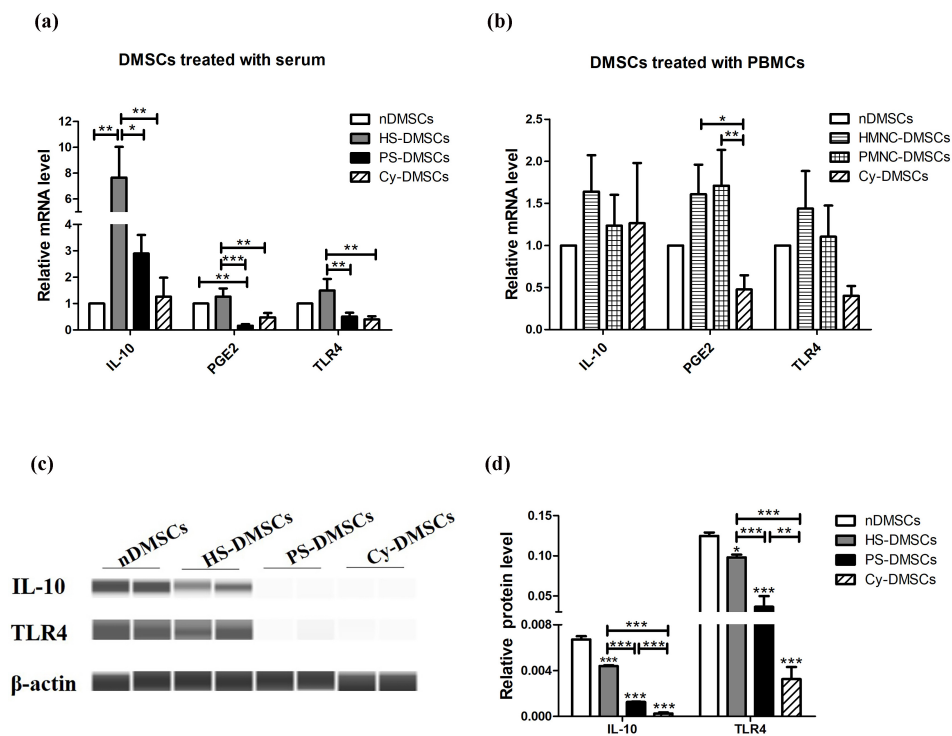 (a)
DMSCs treated with serum
Relative mRNA level
12
10
8
6
4
4
3
2
1
0
** *
**
**
***
**
**
**
IL-10
PGE2
TLR4
nDMSCs
HS-DMSCs
PS-DMSCs
Cy-DMSCs
(b)
DMSCs treated with PBMCs
Relative mRNA level
2.5
2.0
1.5
1.0
0.5
0.0
*
**
IL-10
PGE2
TLR4
nDMSCs
HMNC-DMSCs
PMNC-DMSCs
Cy-DMSCs
(c)
nDMSCs
HS-DMSCs
PS-DMSCs
Cy-DMSCs
IL-10
TLR4
β-actin
(d)
Relative protein level
0.15
0.10
0.05
0.008
0.004
0.000
***
*** ***
***
***
***
***
*** **
*
***
***
IL-10
TLR4
nDMSCs
HS-DMSCs
PS-DMSCs
Cy-DMSCs